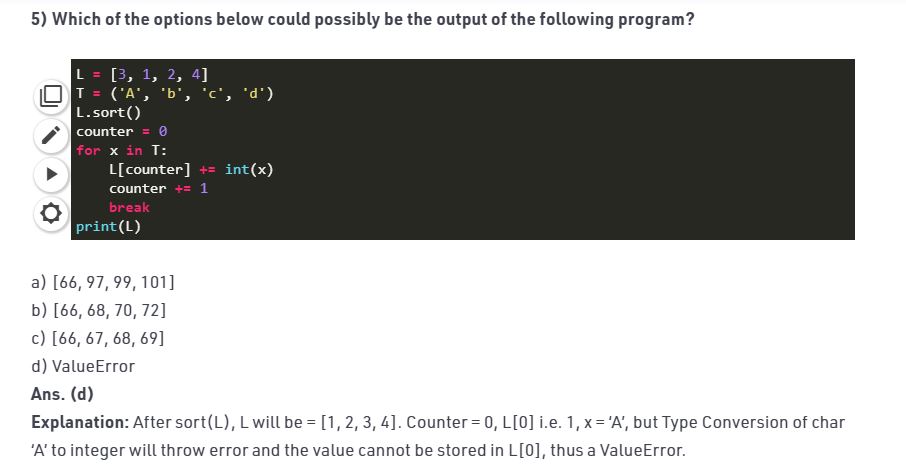 5) Which of the options below could possibly be the output of the following program?
L = [3, 1, 2, 4]
T = ('A', 'b', 'c', 'd')
L.sort()
counter = 0
for x in T:
    L[counter] += int(x)
    counter += 1
    break
print(L)
a) [66, 97, 99, 101]
b) [66, 68, 70, 72]
c) [66, 67, 68, 69]
d) ValueError
Ans. (d)
Explanation: After sort(L), L will be = [1, 2, 3, 4]. Counter = 0, L[0] i.e. 1, x = 'A', but Type Conversion of char
'A' to integer will throw error and the value cannot be stored in L[0], thus a ValueError.